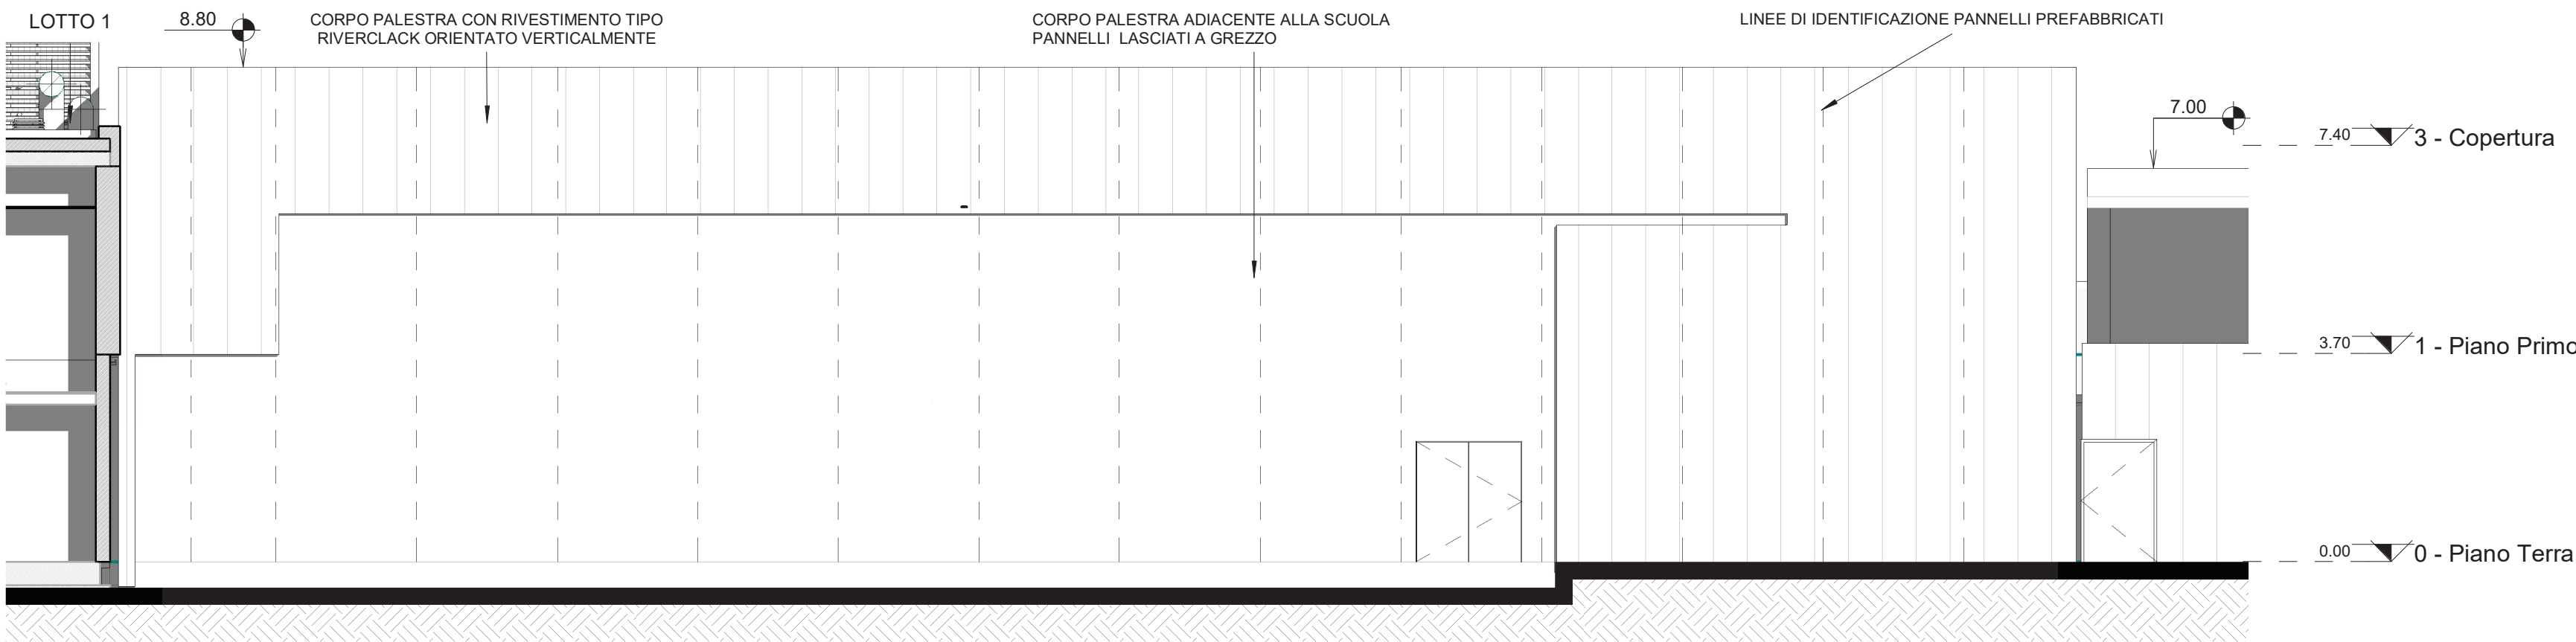 LOTTO 1
8.80
CORPO PALESTRA CON RIVESTIMENTO TIPO
RIVERCLACK ORIENTATO VERTICALMENTE
CORPO PALESTRA ADIACENTE ALLA SCUOLA
PANNELLI LASCIATI A GREZZO
LINEE DI IDENTIFICAZIONE PANNELLI PREFABBRICATI
7.00
7.40
3 - Copertura
3.70
1 - Piano Primo
0.00
0 - Piano Terra